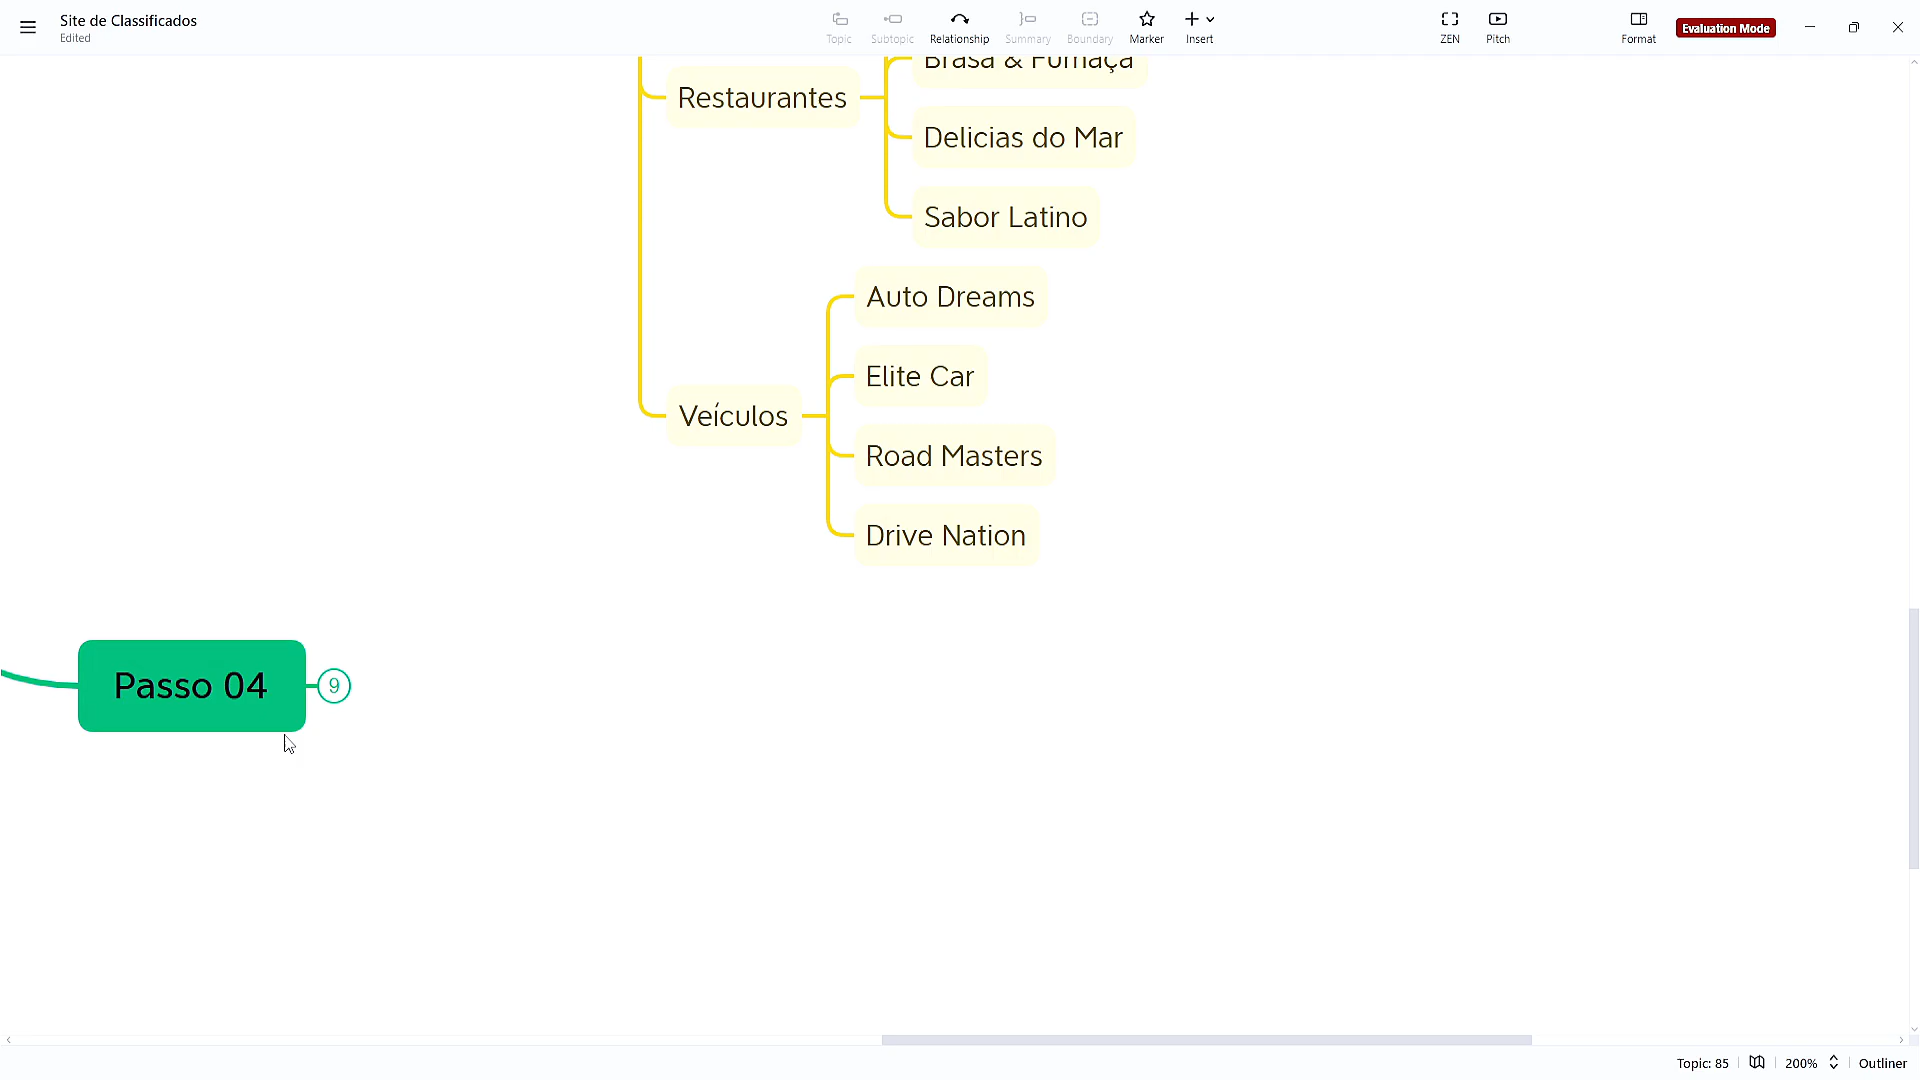 Site de Classificados
Edited
Topic
Subtopic
Relationship
Summary
Boundary
Marker
Insert
ZEN
Pitch
Format
Evaluation Mode
Brasa & Fumaça
Restaurantes
Delicias do Mar
Sabor Latino
Auto Dreams
Elite Car
Veículos
Road Masters
Drive Nation
Passo 04
9
Topic: 85
200%
Outliner